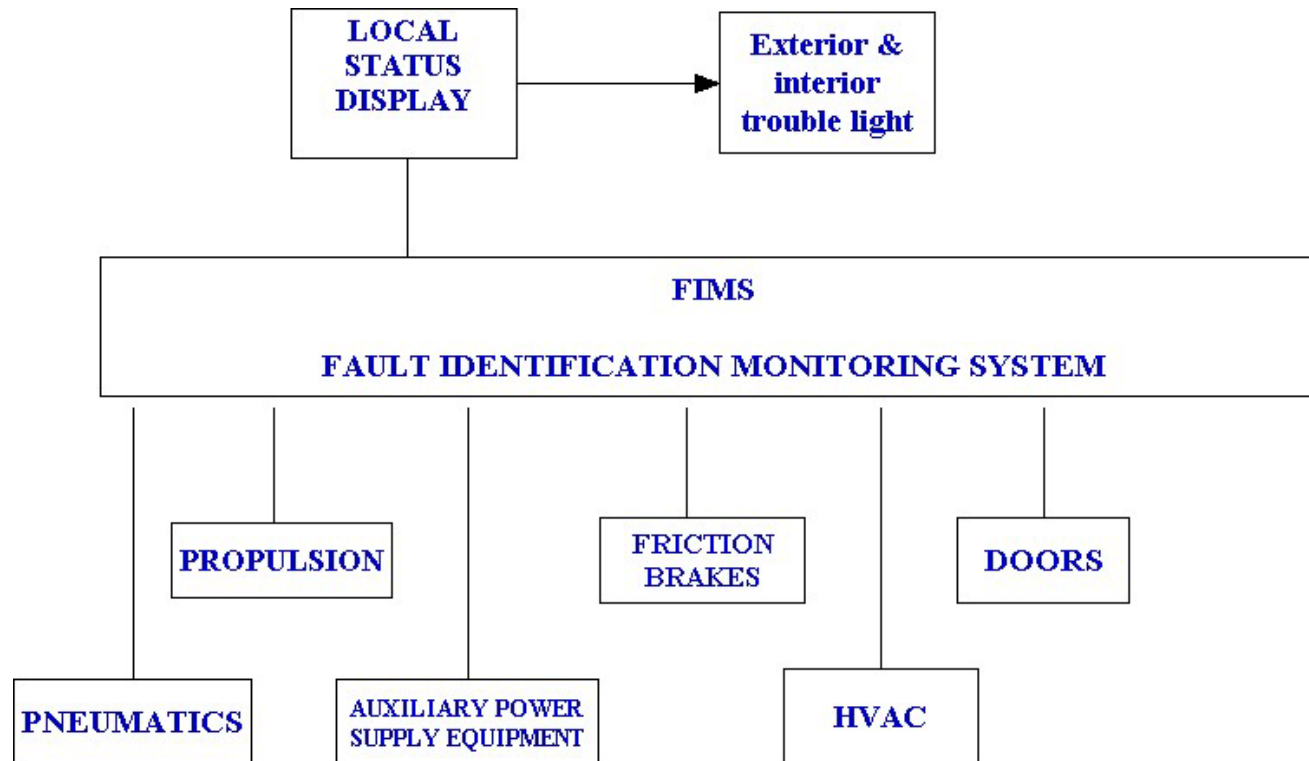 LOCAL
STATUS
DISPLAY
Exterior &
interior
trouble light
FIMS
FAULT IDENTIFICATION MONITORING SYSTEM
PROPULSION
FRICTION
BRAKES
DOORS
PNEUMATICS
AUXILIARY POWER
SUPPLY EQUIPMENT
HVAC